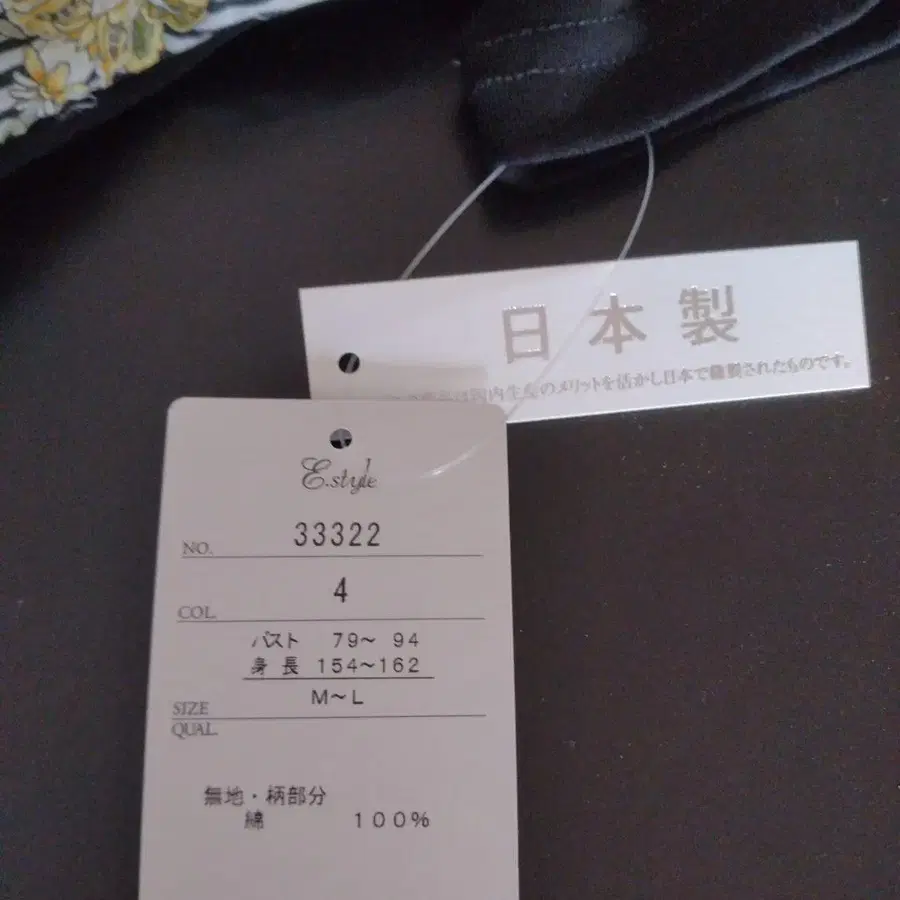 日本製
は国内生産のメリットを活かし日本で縫製されたものです。
E.style
NO. 33322
COL. 4
バスト 79～ 94
身長 154～162
SIZE M～L
QUAL.
無地・柄部分
綿 100%